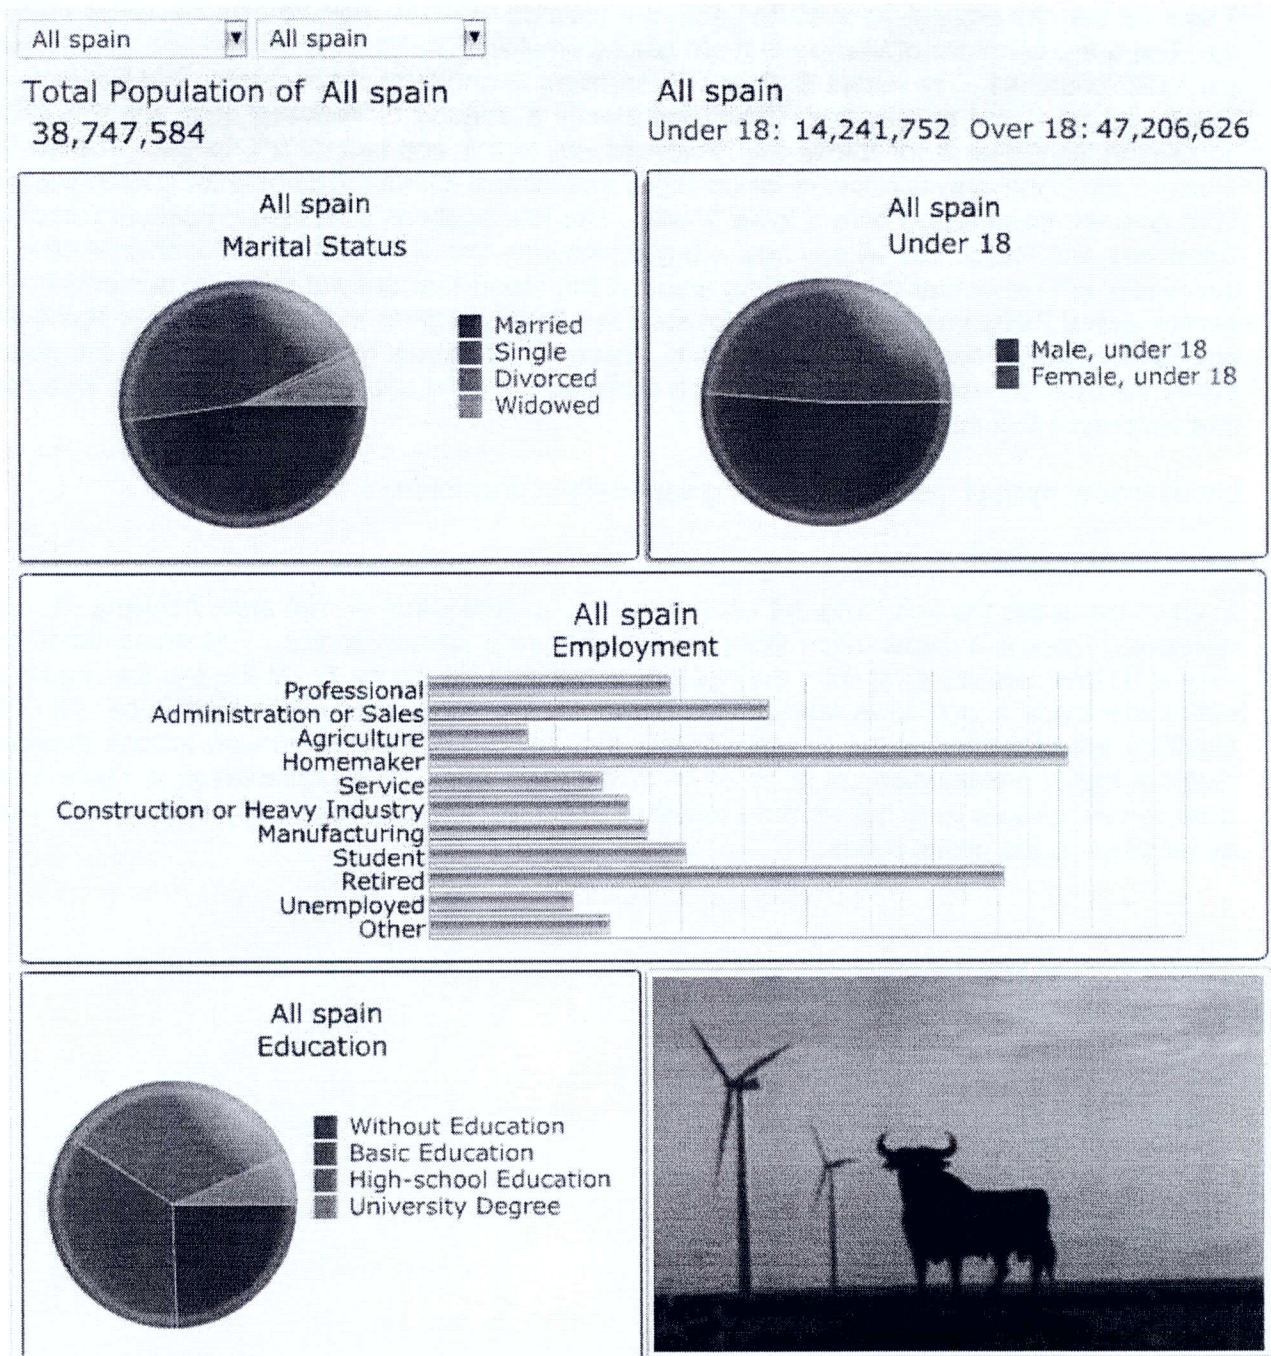 All spain
All spain
Total Population of All spain
38,747,584
All spain
Under 18: 14,241,752 Over 18: 47,206,626
All spain
Marital Status
Married
Single
Divorced
Widowed
All spain
Under 18
Male, under 18
Female, under 18
All spain
Employment
Professional
Administration or Sales
Agriculture
Homemaker
Service
Construction or Heavy Industry
Manufacturing
Student
Retired
Unemployed
Other
All spain
Education
Without Education
Basic Education
High-school Education
University Degree